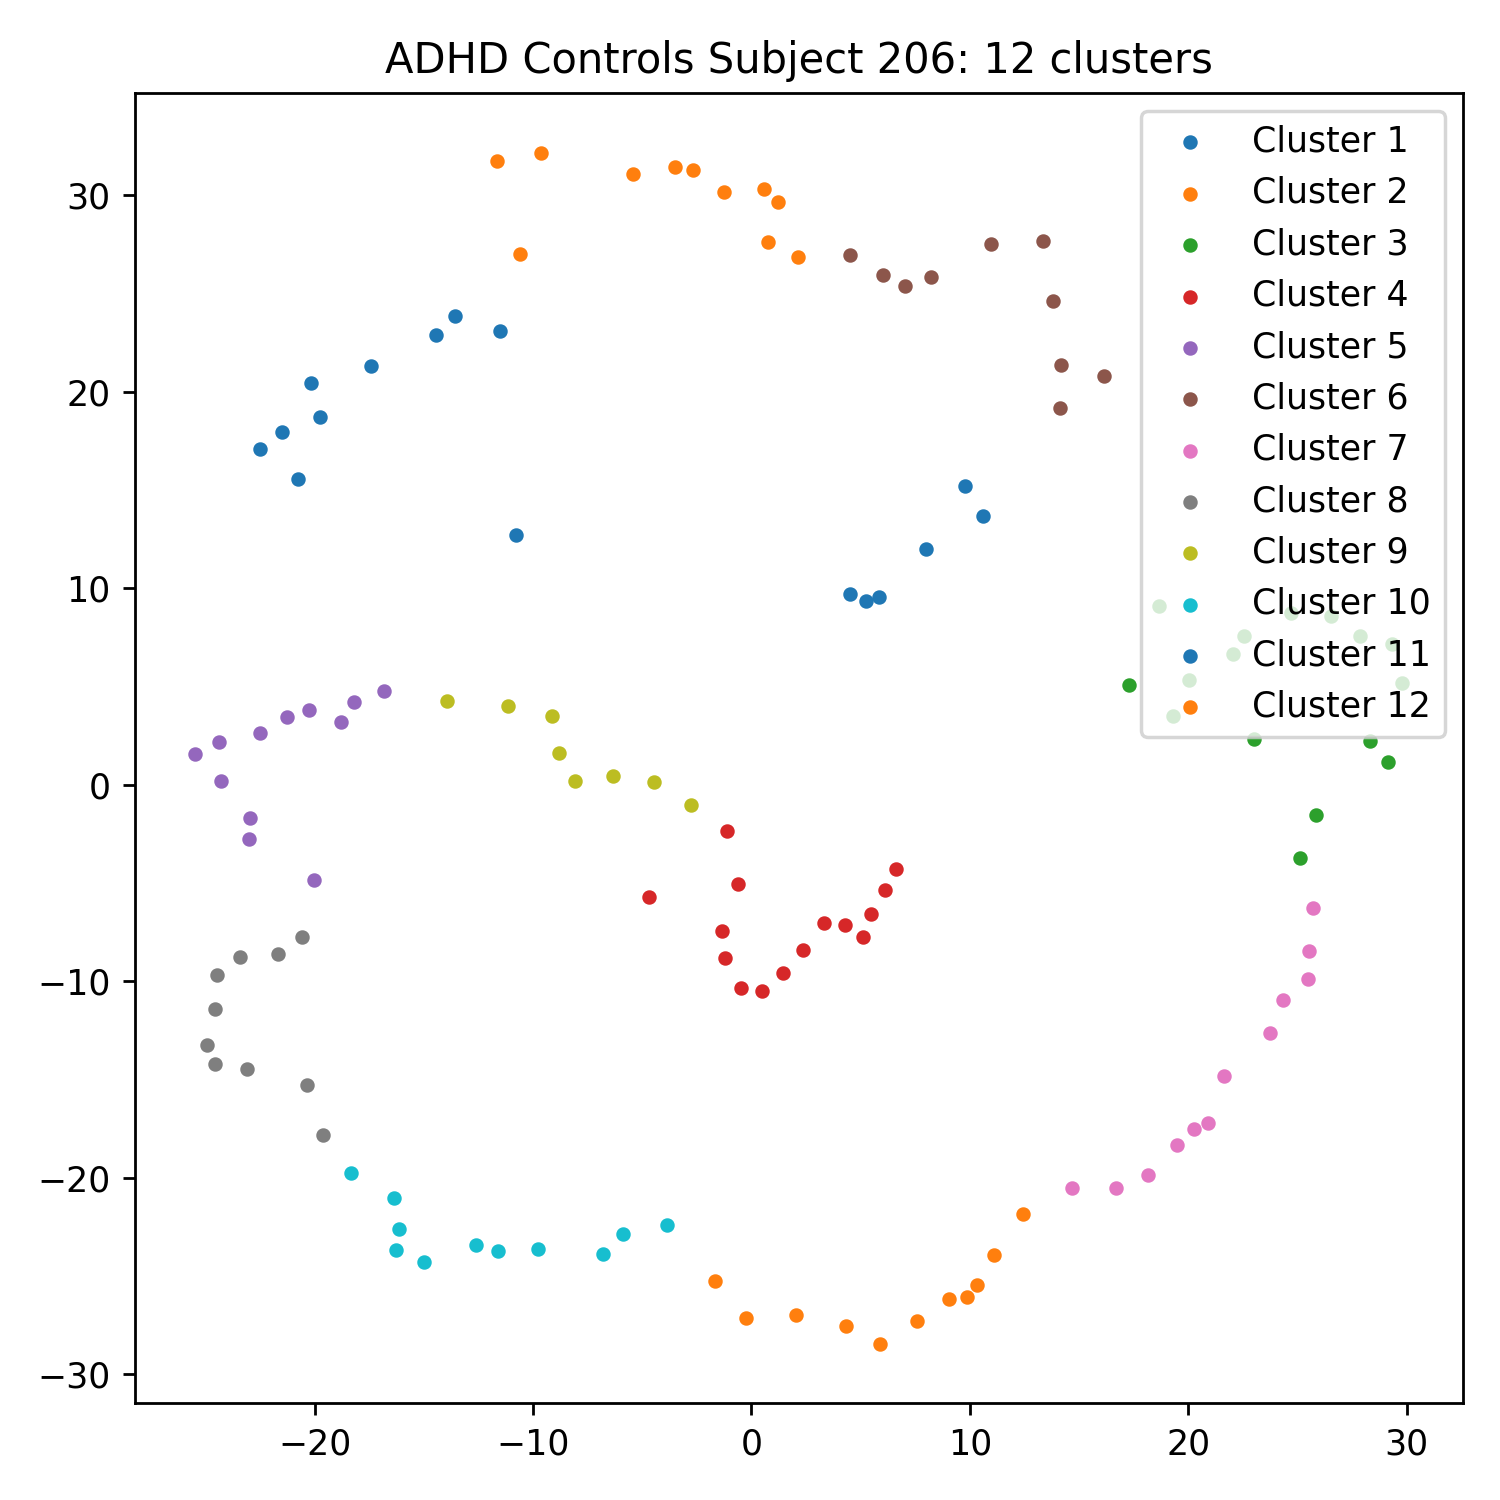 ADHD Controls Subject 206: 12 clusters
Cluster 1
Cluster 2
Cluster 3
Cluster 4
Cluster 5
Cluster 6
Cluster 7
Cluster 8
Cluster 9
Cluster 10
Cluster 11
Cluster 12
30
20
10
0
−10
−20
−30
−20 −10 0 10 20 30